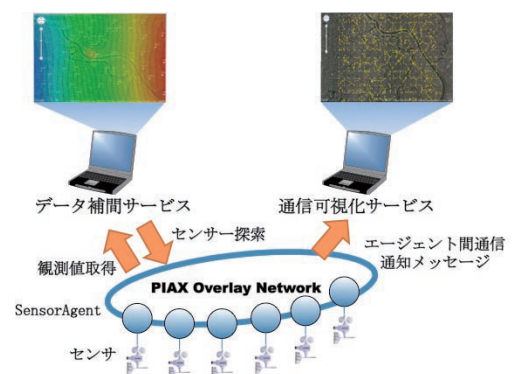 データ補間サービス
通信可視化サービス
センサー探索
観測値取得
エージェント間通信
通知メッセージ
PIAX Overlay Network
SensorAgent
センサ